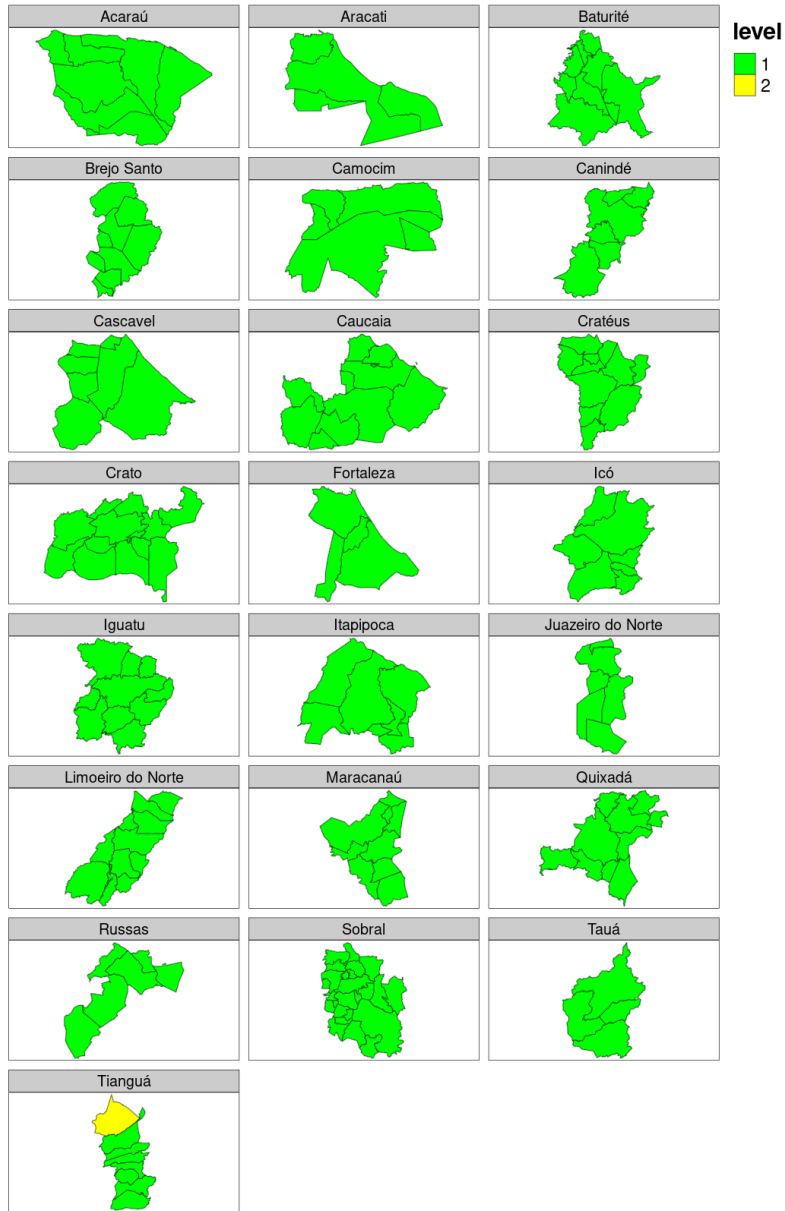 Acaraú
Aracati
Baturité
level
1
2
Brejo Santo
Camocim
Canindé
Cascavel
Caucaia
Cratéus
Crato
Fortaleza
Icó
Iguatu
Itapipoca
Juazeiro do Norte
Limoeiro do Norte
Maracanaú
Quixadá
Russas
Sobral
Tauá
Tianguá